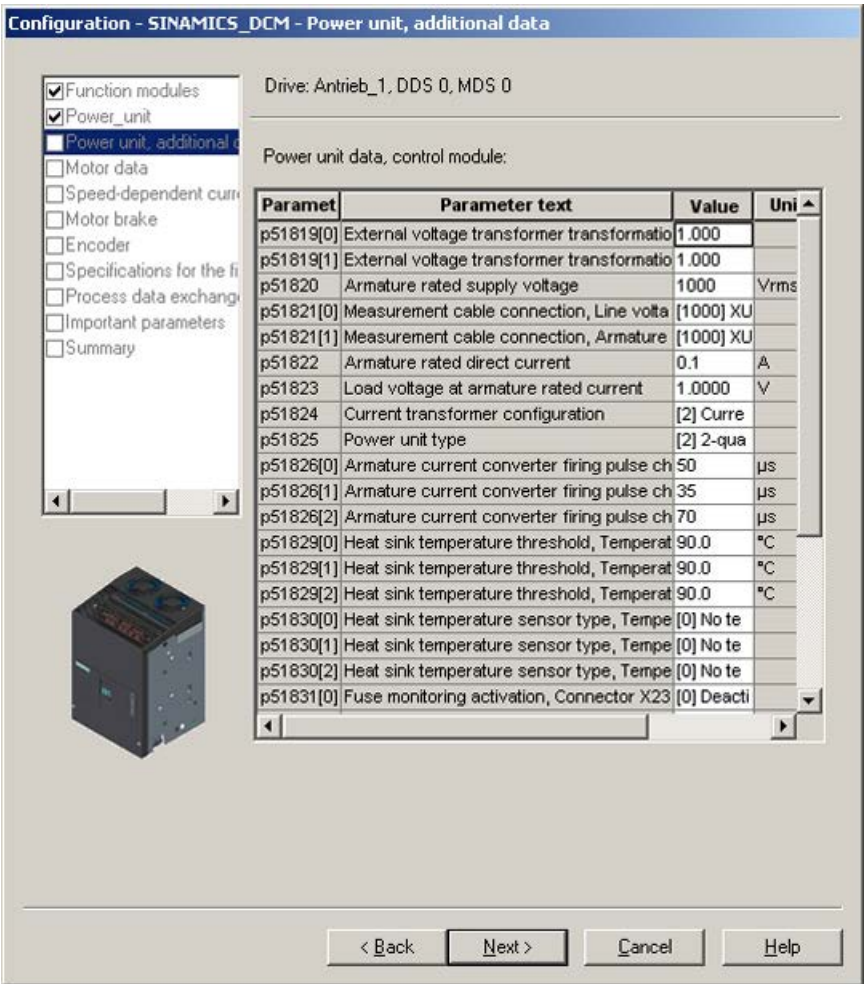 Configuration - SINAMICS_DCM - Power unit, additional data
Function modules
Power_unit
Power unit, additional
Motor data
Speed-dependent curr
Motor brake
Encoder
Specifications for the fi
Process data exchang
Important parameters
Summary
Drive: Antrieb_1, DDS 0, MDS 0
Power unit data, control module:
Paramet Parameter text Value Uni
p51819[0] External voltage transformer transformatio 1.000
p51819[1] External voltage transformer transformatio 1.000
p51820 Armature rated supply voltage 1000 Vrms
p51821[0] Measurement cable connection, Line volta [1000] XU
p51821[1] Measurement cable connection, Armature [1000] XU
p51822 Armature rated direct current 0.1 A
p51823 Load voltage at armature rated current 1.0000 V
p51824 Current transformer configuration [2] Curre
p51825 Power unit type [2] 2-qua
p51826[0] Armature current converter firing pulse ch 50 µs
p51826[1] Armature current converter firing pulse ch 35 µs
p51826[2] Armature current converter firing pulse ch 70 µs
p51829[0] Heat sink temperature threshold, Temperat 90.0 °C
p51829[1] Heat sink temperature threshold, Temperat 90.0 °C
p51829[2] Heat sink temperature threshold, Temperat 90.0 °C
p51830[0] Heat sink temperature sensor type, Tempe [0] No te
p51830[1] Heat sink temperature sensor type, Tempe [0] No te
p51830[2] Heat sink temperature sensor type, Tempe [0] No te
p51831[0] Fuse monitoring activation, Connector X23 [0] Deacti
< Back Next > Cancel Help